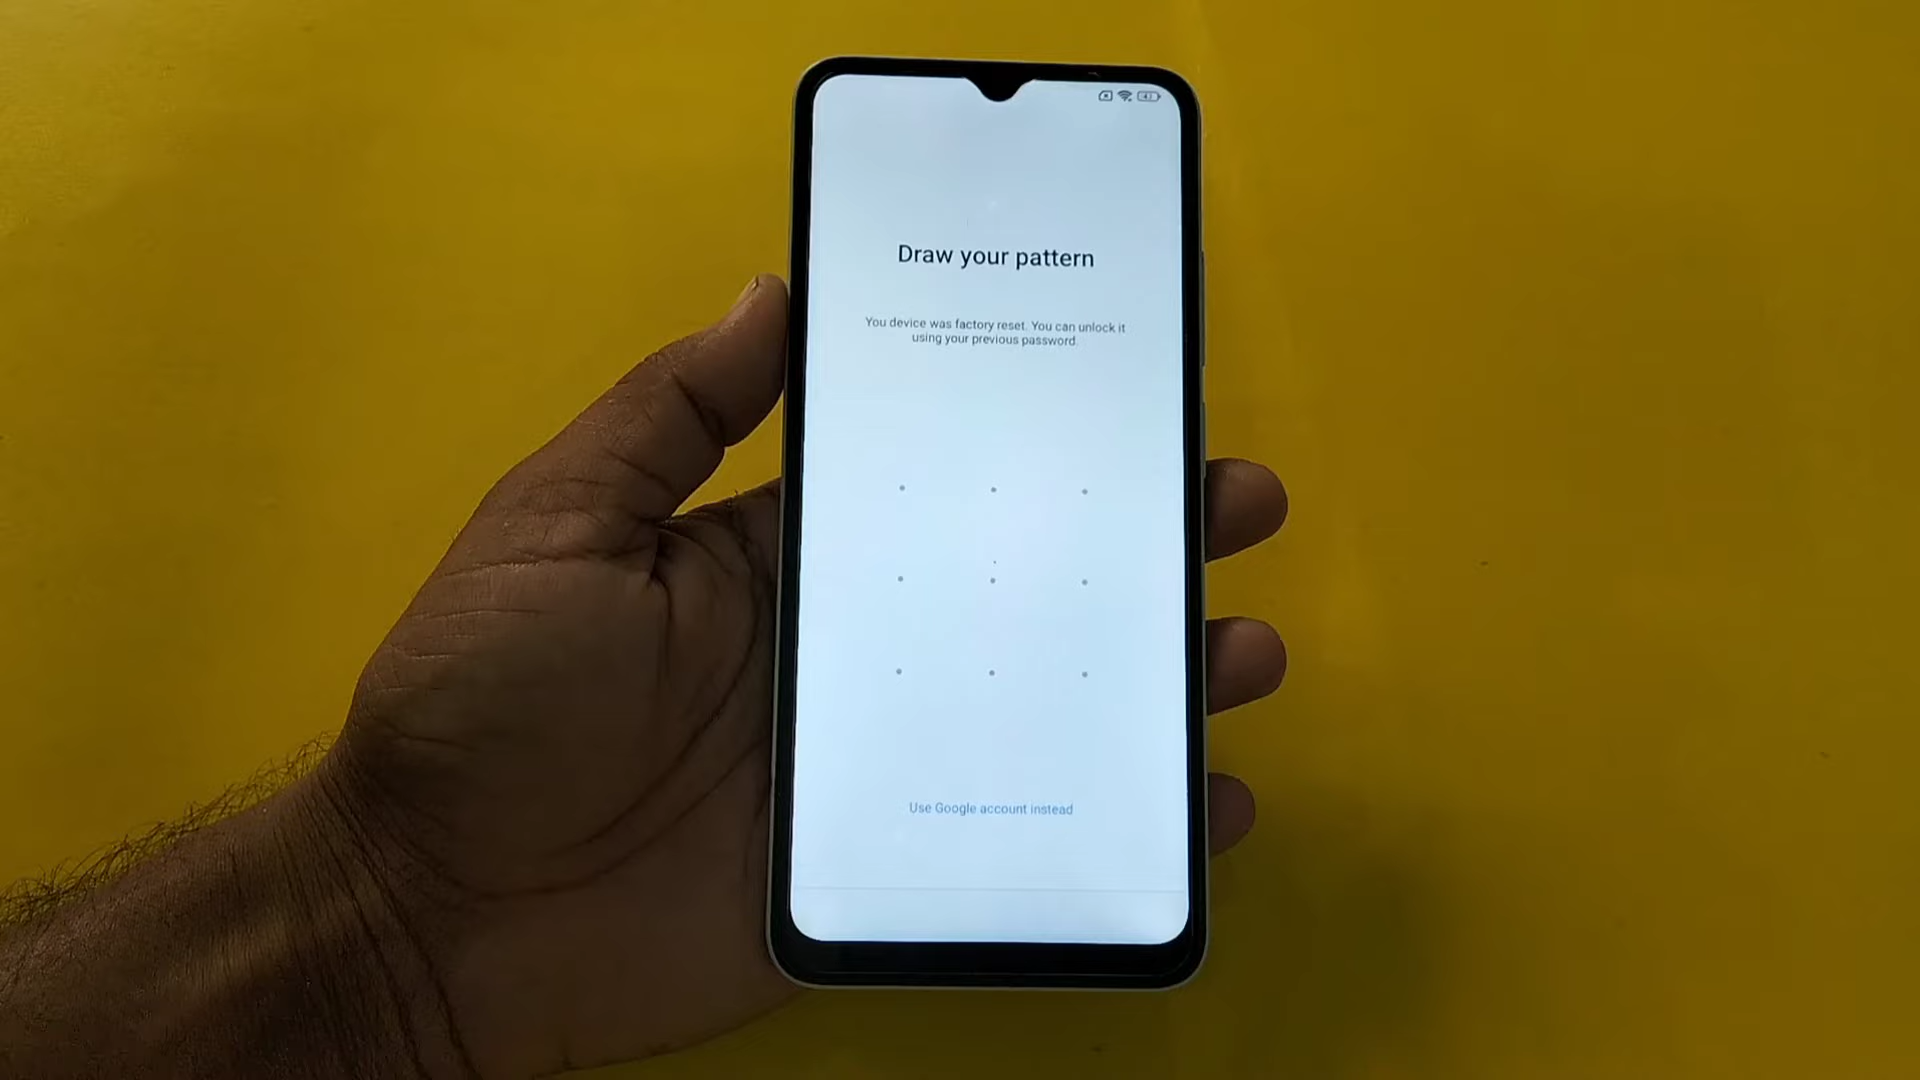 Draw your pattern
You device was factory reset. You can unlock it
using your previous password.
Use Google account instead